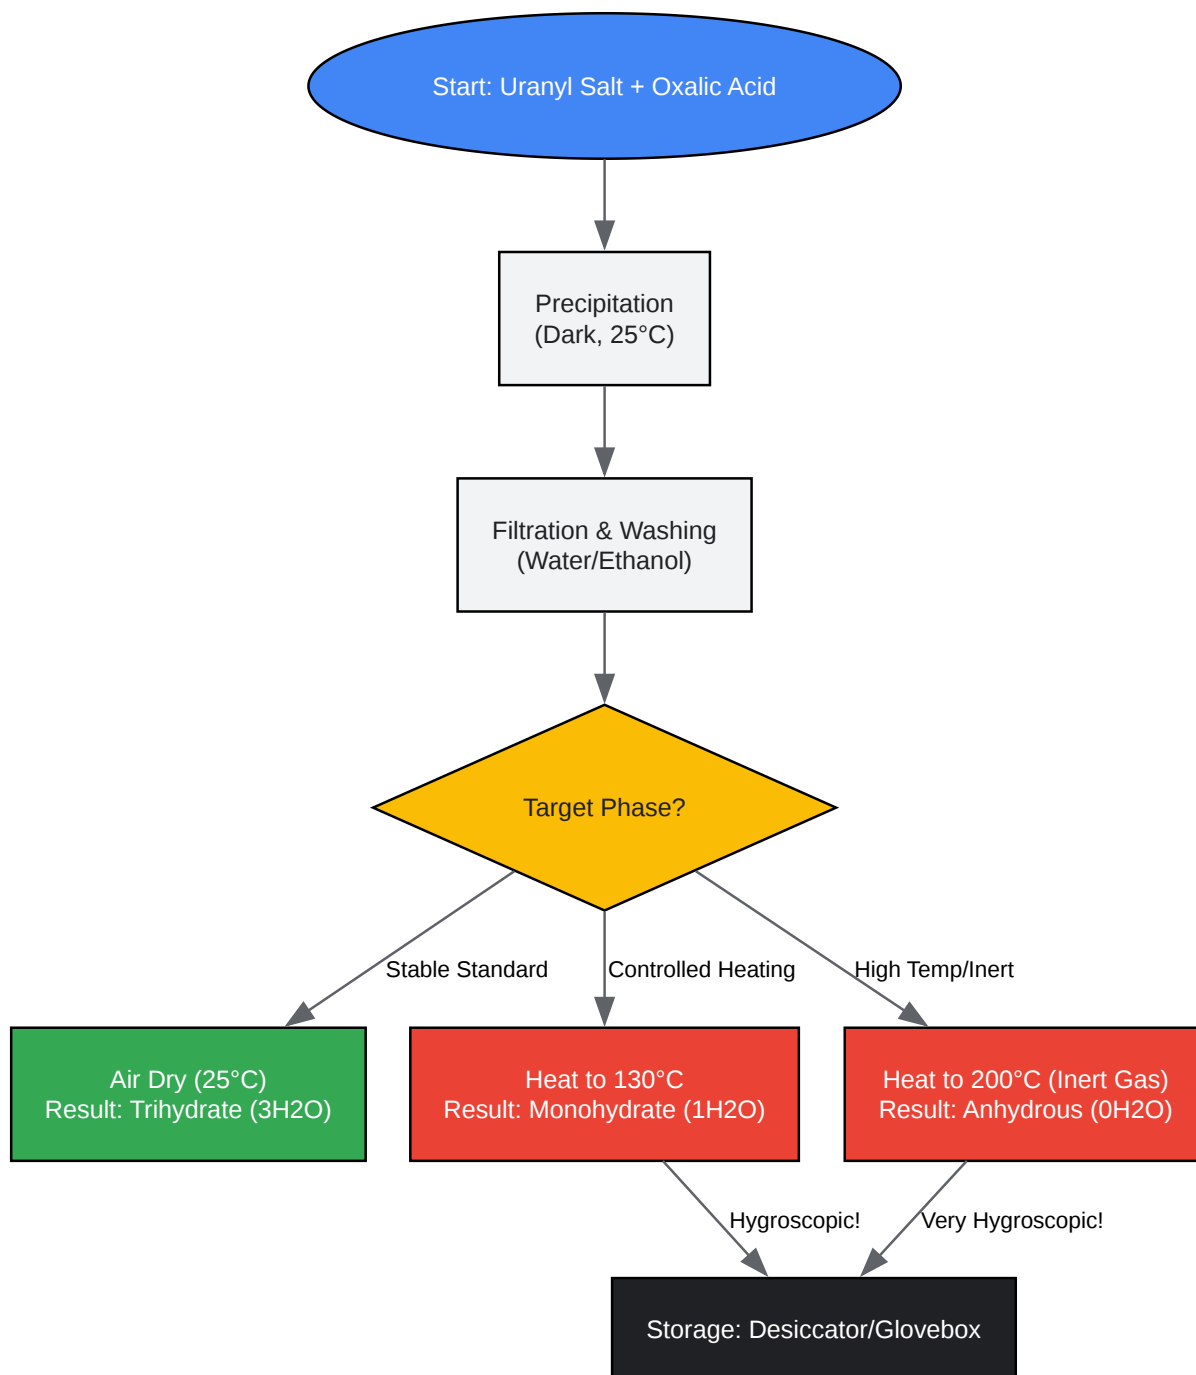 Start: Uranyl Salt + Oxalic Acid
Precipitation
(Dark, 25°C)
Filtration & Washing
(Water/Ethanol)
Target Phase?
Stable Standard
Controlled Heating
High Temp/Inert
Air Dry (25°C)
Result: Trihydrate (3H2O)
Heat to 130°C
Result: Monohydrate (1H2O)
Heat to 200°C (Inert Gas)
Result: Anhydrous (0H2O)
Hygroscopic!
Very Hygroscopic!
Storage: Desiccator/Glovebox